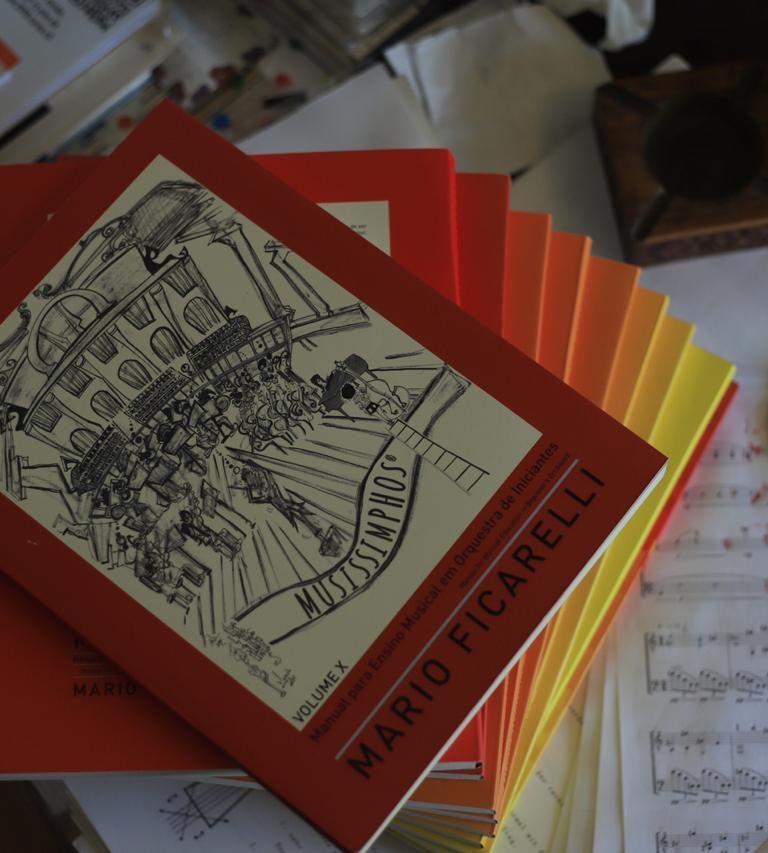 MUSISSIMPHOS®
VOLUME X
Manual para Ensino Musical em Orquestra de Iniciantes
MARIO FICARELLI
MARIO